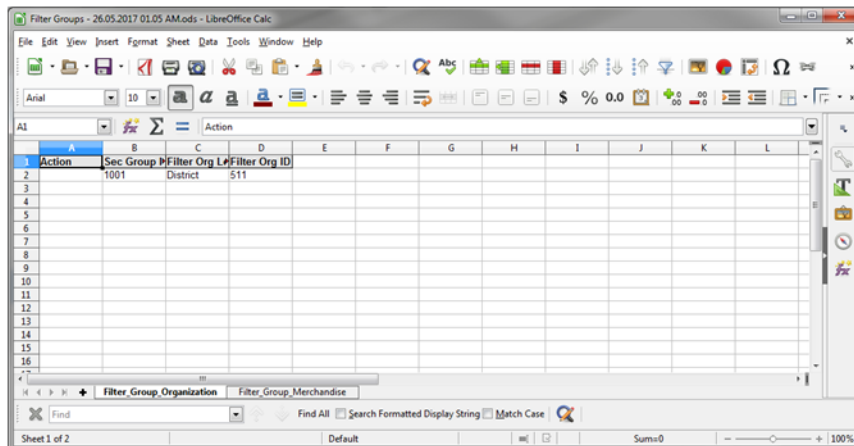 Filter Groups - 26.05.2017 01.05 AM.ods - LibreOffice Calc
File Edit View Insert Format Sheet Data Tools Window Help
Abc
Arial 10 a a a a $ % 0.0
A1 Action
A B C D E F G H I J K L
1 Action Sec Group Filter Org L Filter Org ID
2 1001 District 511
3
4
5
6
7
8
9
10
11
12
13
14
15
16
Filter_Group_Organization Filter_Group_Merchandise
Find Find All Search Formatted Display String Match Case
Sheet 1 of 2 Default Sum=0 100%